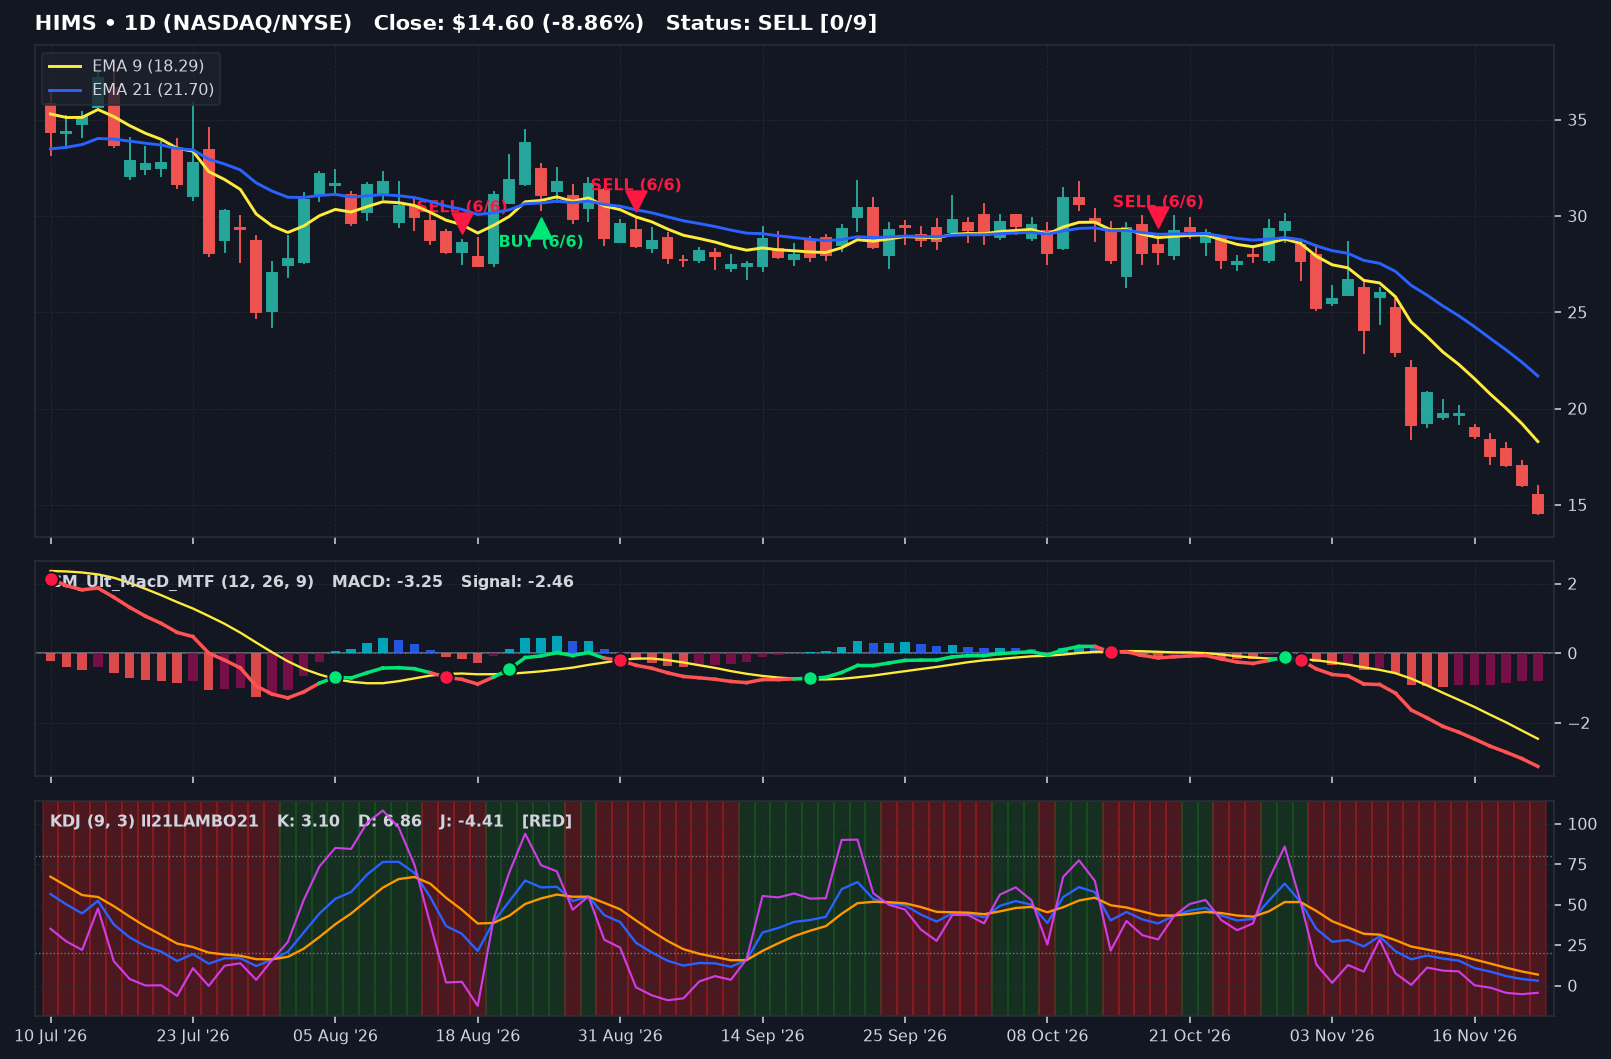 HIMS • 1D (NASDAQ/NYSE)   Close: $14.60 (-8.86%)   Status: SELL [0/9]
EMA 9 (18.29)
EMA 21 (21.70)
35
30
25
20
15
SELL (6/6)
BUY (6/6)
SELL (6/6)
SELL (6/6)
CM_Ult_MacD_MTF (12, 26, 9)   MACD: -3.25   Signal: -2.46
2
0
−2
KDJ (9, 3) II21LAMBO21   K: 3.10   D: 6.86   J: -4.41   [RED]
100
75
50
25
0
10 Jul '26
23 Jul '26
05 Aug '26
18 Aug '26
31 Aug '26
14 Sep '26
25 Sep '26
08 Oct '26
21 Oct '26
03 Nov '26
16 Nov '26